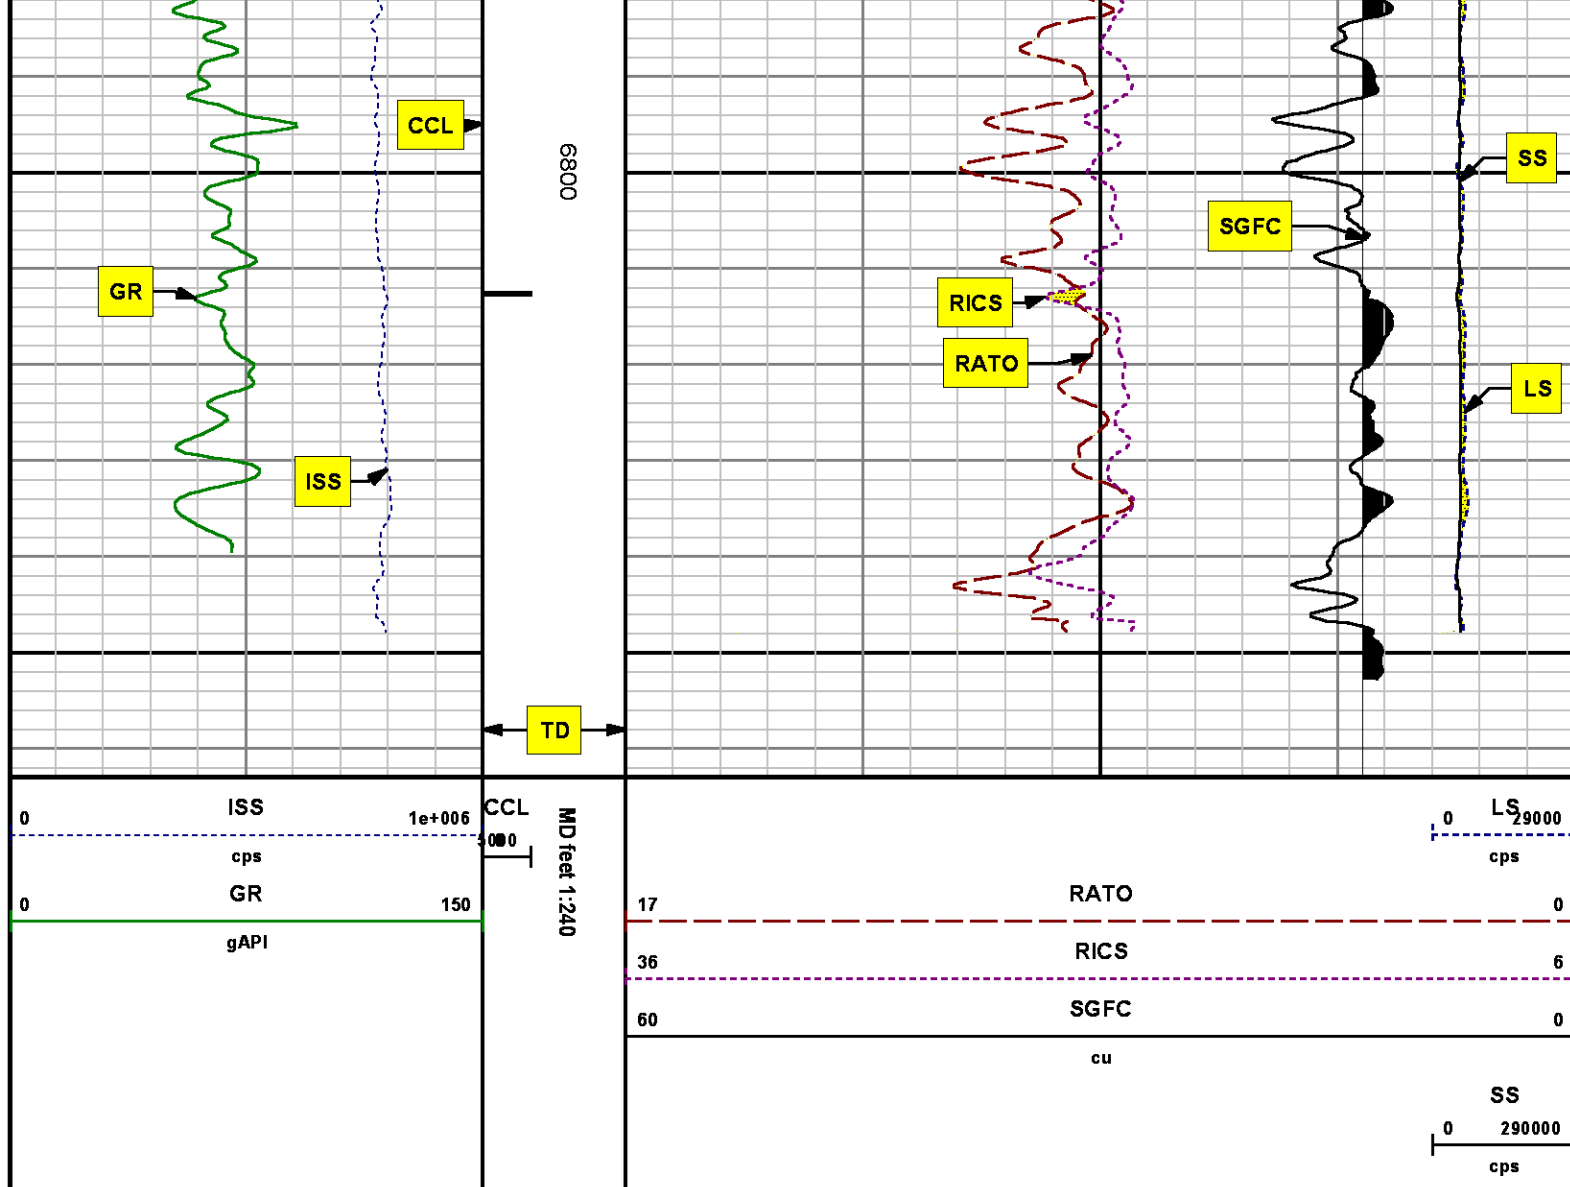 CCL
6800
SS
SGFC
GR
RICS
RATO
LS
ISS
TD
ISS
0 1e+006
cps
GR
0 150
gAPI
CCL
MD feet 1:240
LS
0 29000
cps
RATO
17 0
RICS
36 6
SGFC
60 0
cu
SS
0 290000
cps